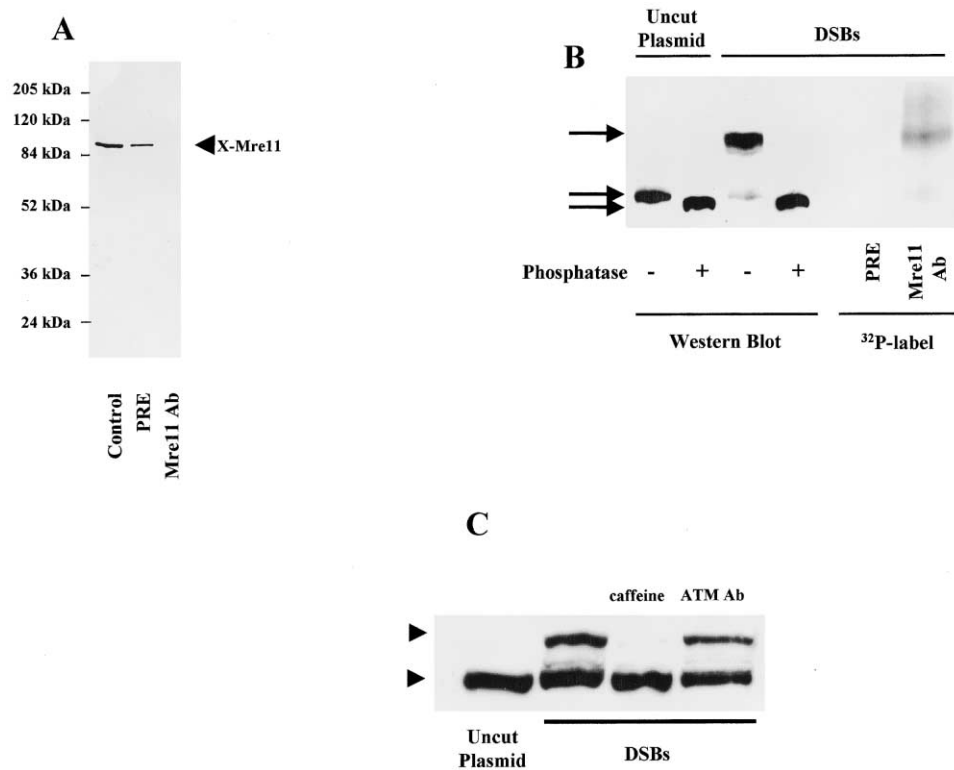 A
205 kDa
120 kDa
84 kDa
X-Mre11
52 kDa
36 kDa
24 kDa
Control
PRE
Mre11 Ab
B
Uncut
Plasmid
DSBs
Phosphatase
- + - +
PRE
Mre11
Ab
Western Blot
32P-label
C
caffeine
ATM Ab
Uncut
Plasmid
DSBs